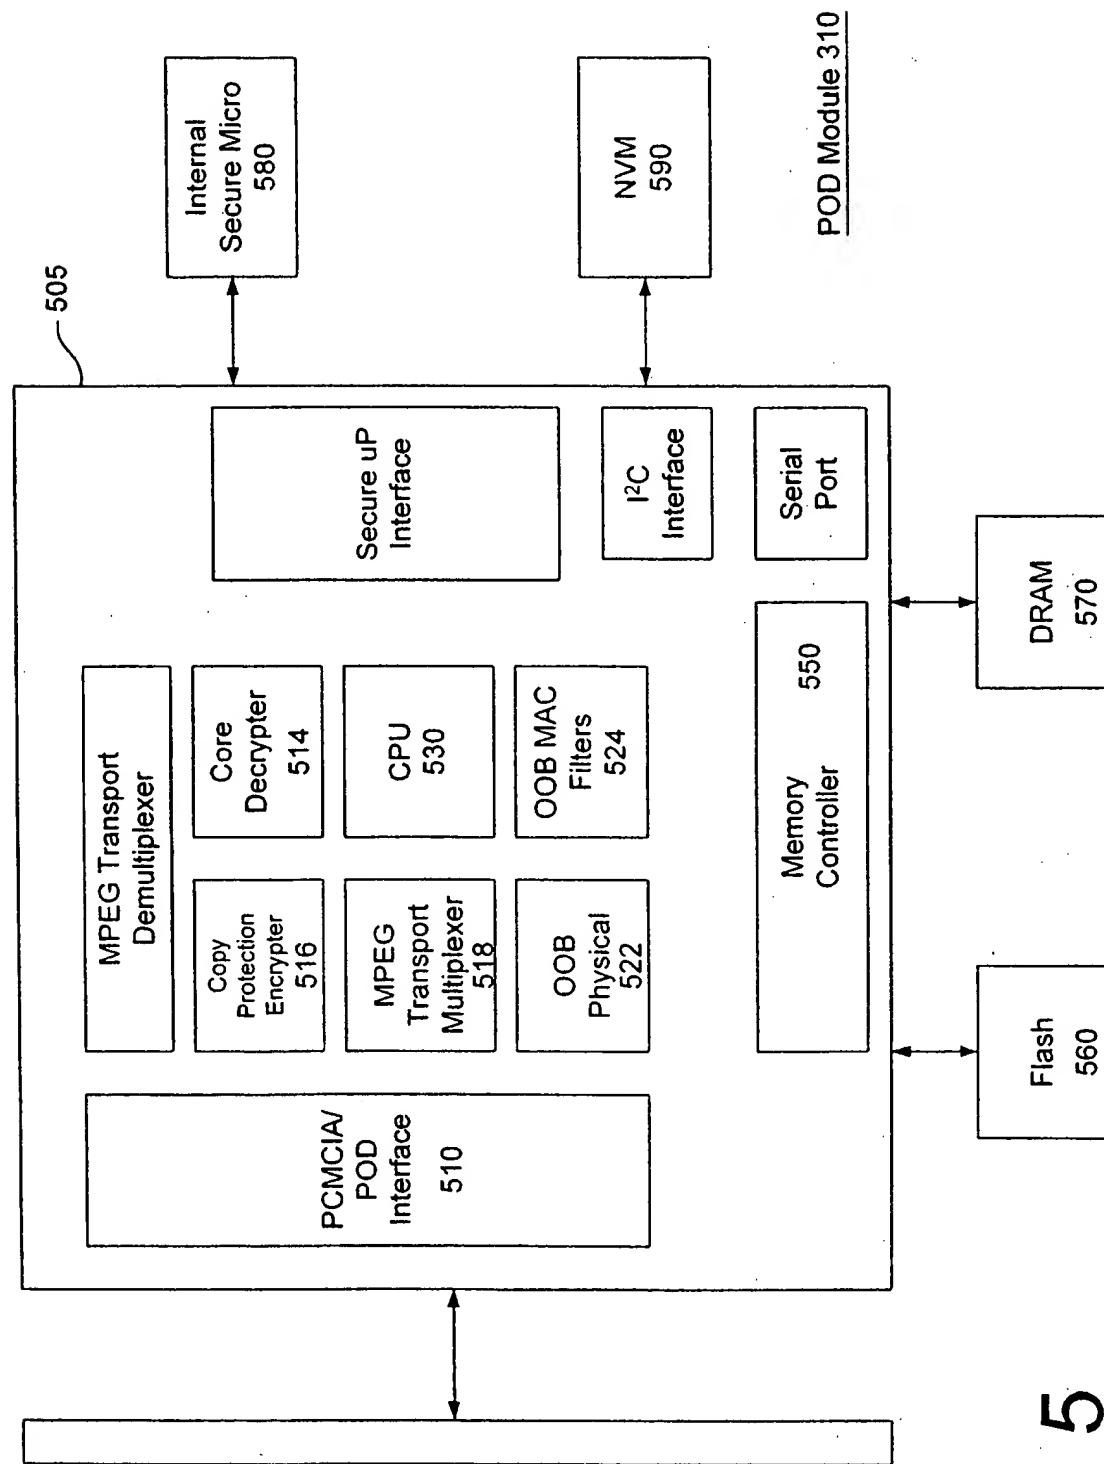 505
Internal
Secure Micro
580
NVM
590
POD Module 310
PCMCIA/
POD
Interface
510
MPEG Transport
Demultiplexer
Copy
Protection
Encrypter
516
Core
Decrypter
514
MPEG
Transport
Multiplexer
518
CPU
530
OOB
Physical
522
OOB MAC
Filters
524
Secure uP
Interface
I²C
Interface
Serial
Port
Memory
Controller
550
Flash
560
DRAM
570
5